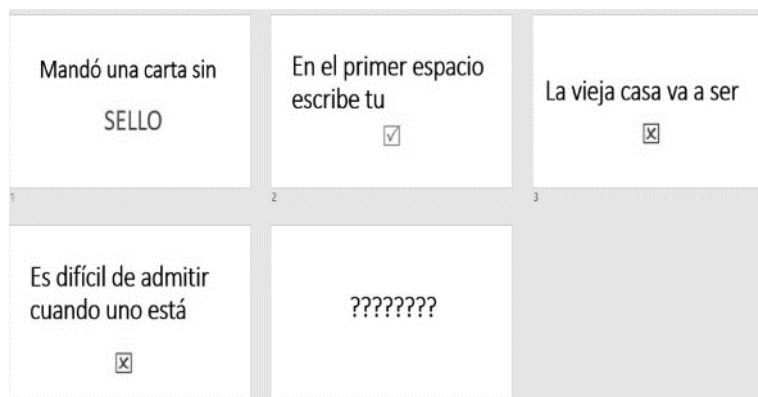 Mandó una carta sin
SELLO
1
En el primer espacio
escribe tu
☑
2
La vieja casa va a ser
☒
3
Es difícil de admitir
cuando uno está
☒
????????